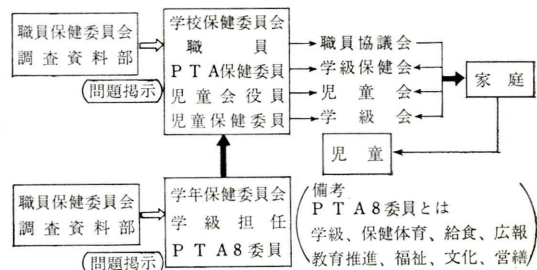 職員保健委員会
調査資料部
(問題掲示)
学校保健委員会
職員
PTA保健委員
児童会役員
児童保健委員
職員協議会
学級保健会
児童会
学級会
家庭
児童
職員保健委員会
調査資料部
(問題掲示)
学年保健委員会
学級担任
PTA8委員
備考
PTA8委員とは
学級、保健体育、給食、広報
教育推進、福祉、文化、営繕